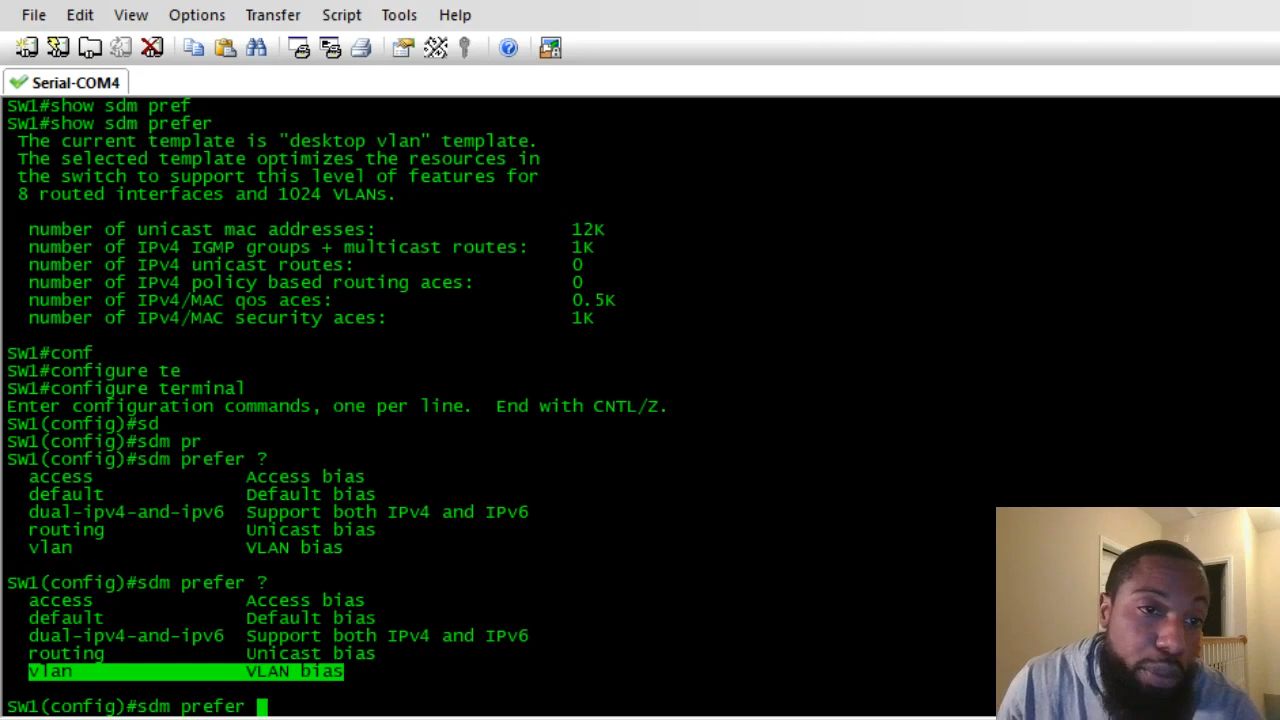 File Edit View Options Transfer Script Tools Help
Serial-COM4
SW1#show sdm pref
SW1#show sdm prefer
The current template is "desktop vlan" template.
The selected template optimizes the resources in
the switch to support this level of features for
8 routed interfaces and 1024 VLANs.
number of unicast mac addresses: 12K
number of IPv4 IGMP groups + multicast routes: 1K
number of IPv4 unicast routes: 0
number of IPv4 policy based routing aces: 0
number of IPv4/MAC qos aces: 0.5K
number of IPv4/MAC security aces: 1K
SW1#conf
SW1#configure te
SW1#configure terminal
Enter configuration commands, one per line. End with CNTL/Z.
SW1(config)#sd
SW1(config)#sdm pr
SW1(config)#sdm prefer ?
access Access bias
default Default bias
dual-ipv4-and-ipv6 Support both IPv4 and IPv6
routing Unicast bias
vlan VLAN bias
SW1(config)#sdm prefer ?
access Access bias
default Default bias
dual-ipv4-and-ipv6 Support both IPv4 and IPv6
routing Unicast bias
vlan VLAN bias
SW1(config)#sdm prefer